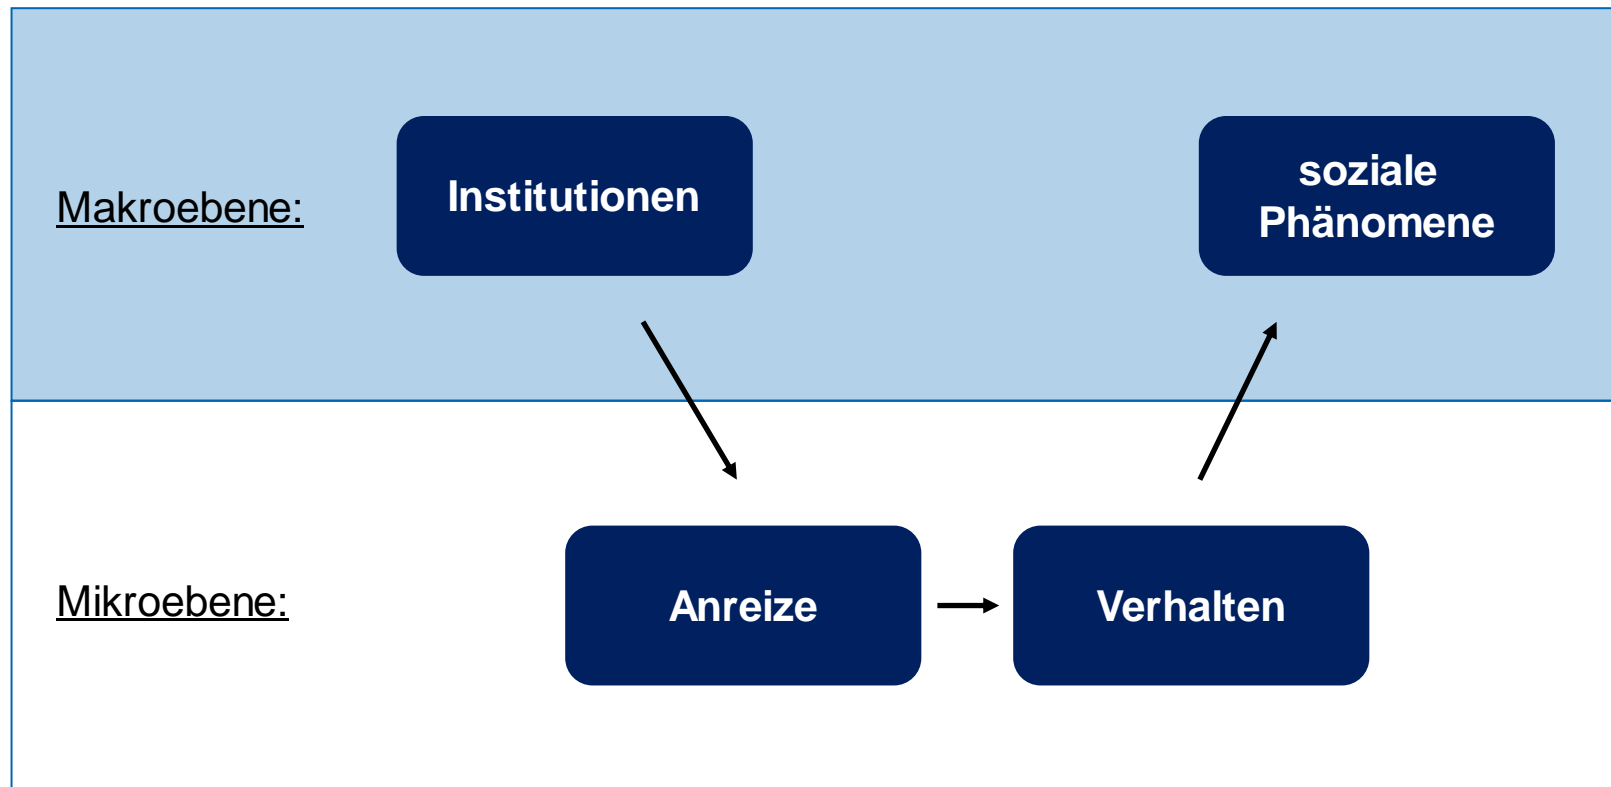 Makroebene:
Institutionen
soziale
Phänomene
Mikroebene:
Anreize
Verhalten